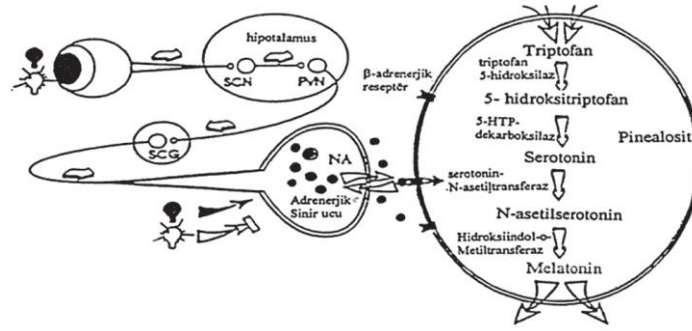 hipotalamus
SCN
PVN
SCG
NA
Adrenerjik
Sinir ucu
β-adrenerjik
reseptör
Triptofan
triptofan
5-hidroksilaz
5- hidroksitriptofan
5-HTP-
dekarboksilaz
Pinealosit
Serotonin
serotonin-
N-asetiltransferaz
N-asetilserotonin
Hidroksiindol-o-
Metiltransferaz
Melatonin